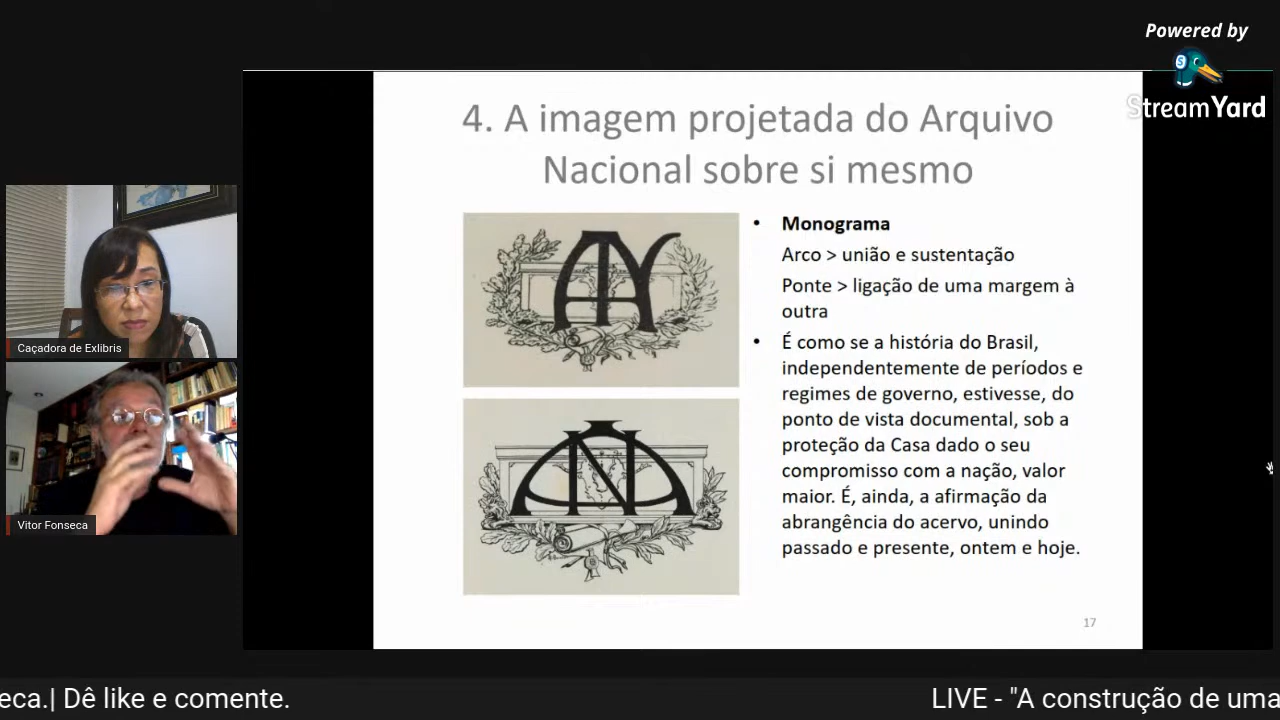 Powered by
StreamYard
4. A imagem projetada do Arquivo
Nacional sobre si mesmo
• Monograma
Arco > união e sustentação
Ponte > ligação de uma margem à
outra
• É como se a história do Brasil,
independentemente de períodos e
regimes de governo, estivesse, do
ponto de vista documental, sob a
proteção da Casa dado o seu
compromisso com a nação, valor
maior. É, ainda, a afirmação da
abrangência do acervo, unindo
passado e presente, ontem e hoje.
17
Caçadora de Exlibris
Vitor Fonseca
eca.| Dê like e comente.
LIVE - "A construção de uma